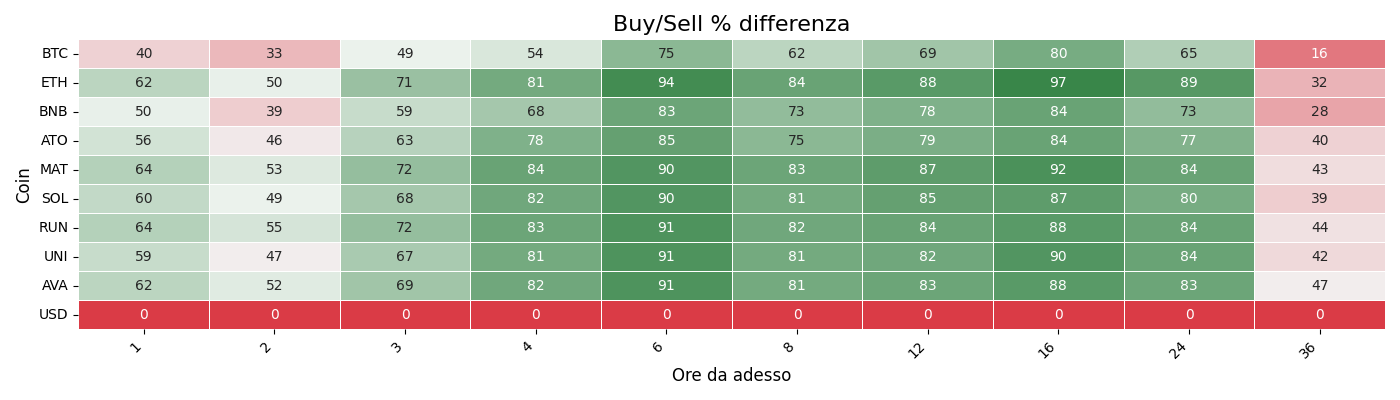 Buy/Sell % differenza
Coin
BTC 40 33 49 54 75 62 69 80 65 16
ETH 62 50 71 81 94 84 88 97 89 32
BNB 50 39 59 68 83 73 78 84 73 28
ATO 56 46 63 78 85 75 79 84 77 40
MAT 64 53 72 84 90 83 87 92 84 43
SOL 60 49 68 82 90 81 85 87 80 39
RUN 64 55 72 83 91 82 84 88 84 44
UNI 59 47 67 81 91 81 82 90 84 42
AVA 62 52 69 82 91 81 83 88 83 47
USD 0 0 0 0 0 0 0 0 0 0
1 2 3 4 6 8 12 16 24 36
Ore da adesso